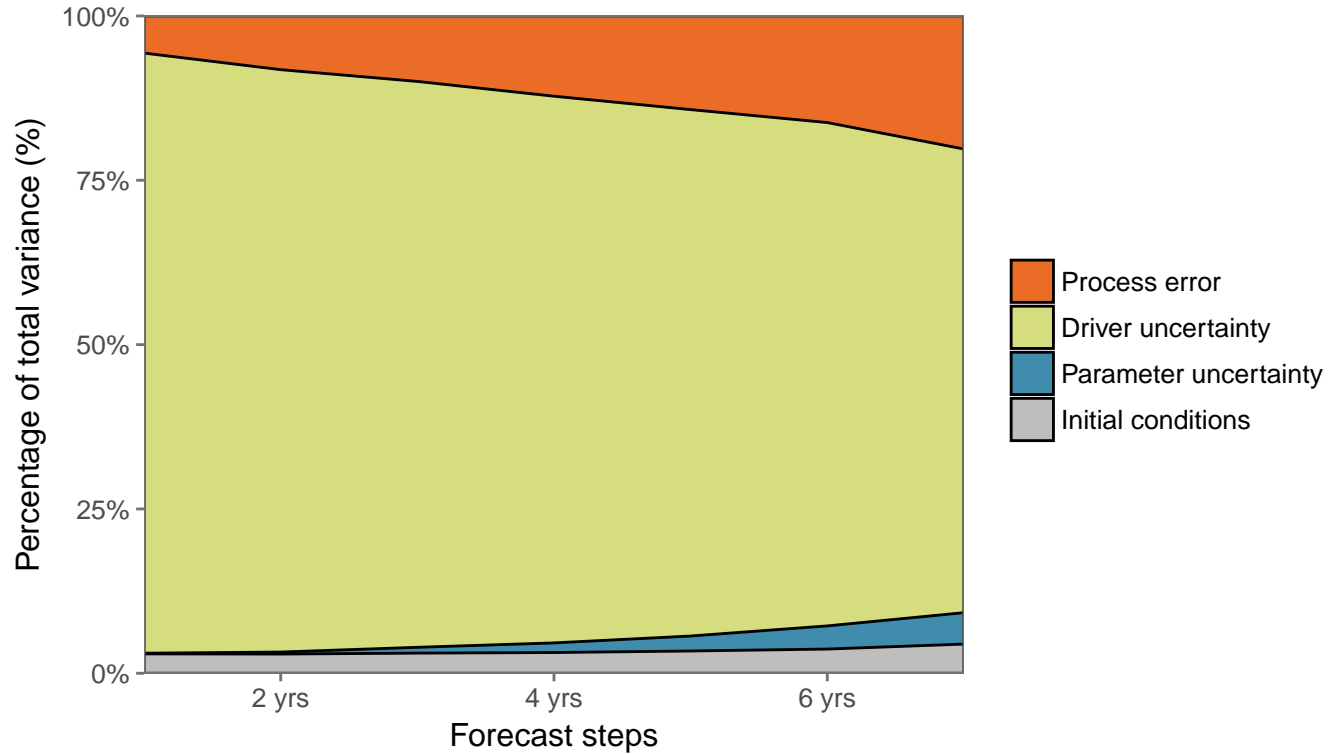 100%
75%
50%
25%
0%
Percentage of total variance (%)
2 yrs
4 yrs
6 yrs
Forecast steps
Process error
Driver uncertainty
Parameter uncertainty
Initial conditions